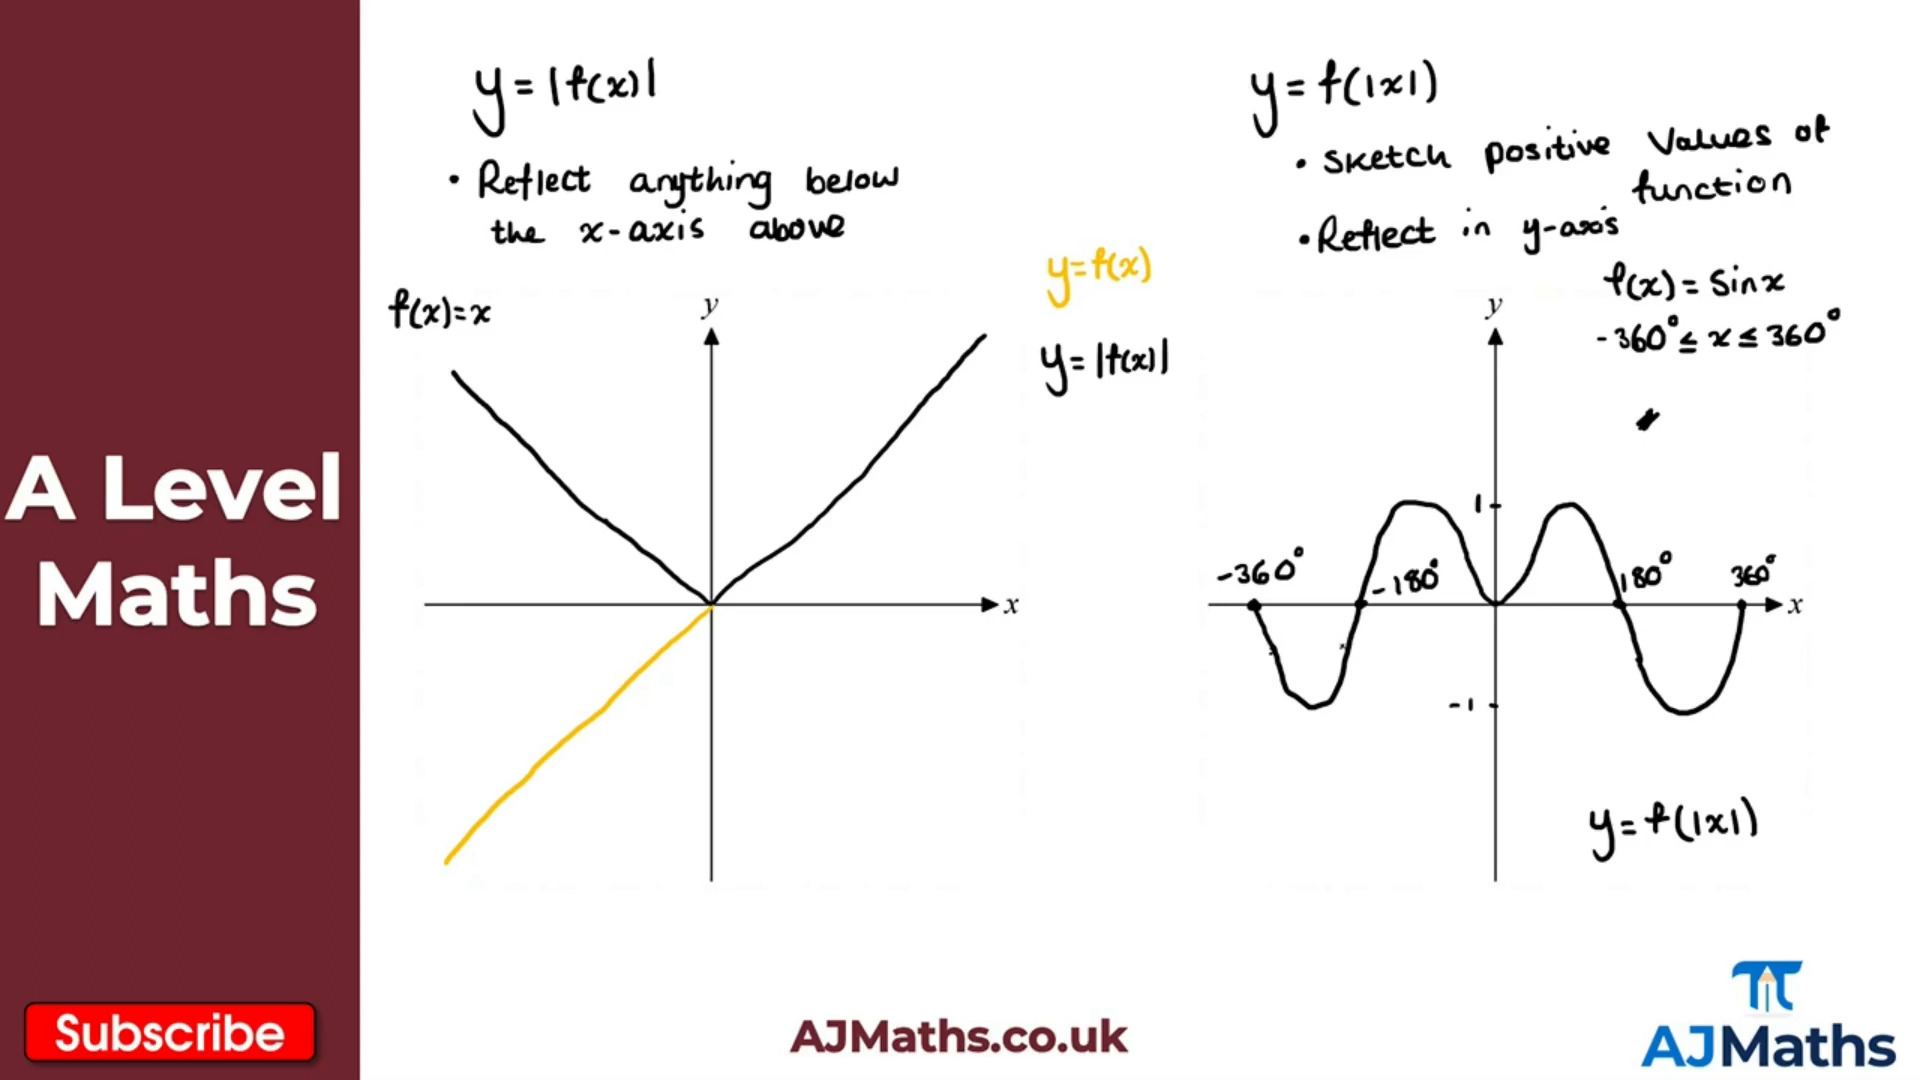 A Level
Maths
Subscribe
y = |f(x)|
• Reflect anything below
the x-axis above
f(x)=x
y
x
y=f(x)
y=|f(x)|
y = f(|x|)
• Sketch positive values of
function
• Reflect in y-axis
f(x) = Sinx
-360° ≤ x ≤ 360°
y
1
-360°
-180°
180°
360°
x
-1
y=f(|x|)
AJMaths.co.uk
AJMaths